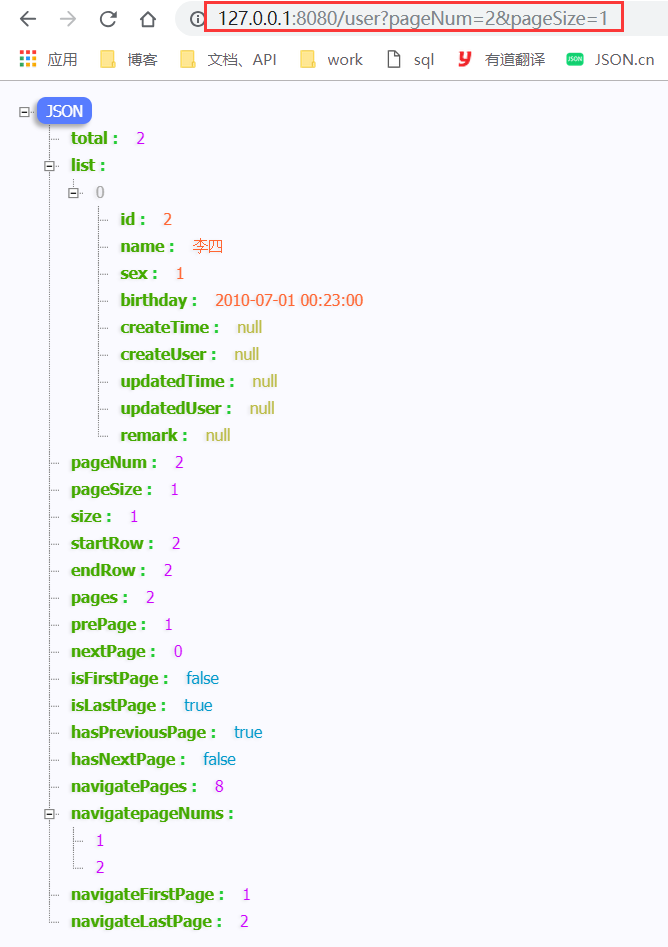 127.0.0.1:8080/user?pageNum=2&pageSize=1
应用 博客 文档、API work sql y 有道翻译 JSON JSON.cn
JSON
total : 2
list :
0
id : 2
name : 李四
sex : 1
birthday : 2010-07-01 00:23:00
createTime : null
createUser : null
updatedTime : null
updatedUser : null
remark : null
pageNum : 2
pageSize : 1
size : 1
startRow : 2
endRow : 2
pages : 2
prePage : 1
nextPage : 0
isFirstPage : false
isLastPage : true
hasPreviousPage : true
hasNextPage : false
navigatePages : 8
navigatepageNums :
1
2
navigateFirstPage : 1
navigateLastPage : 2